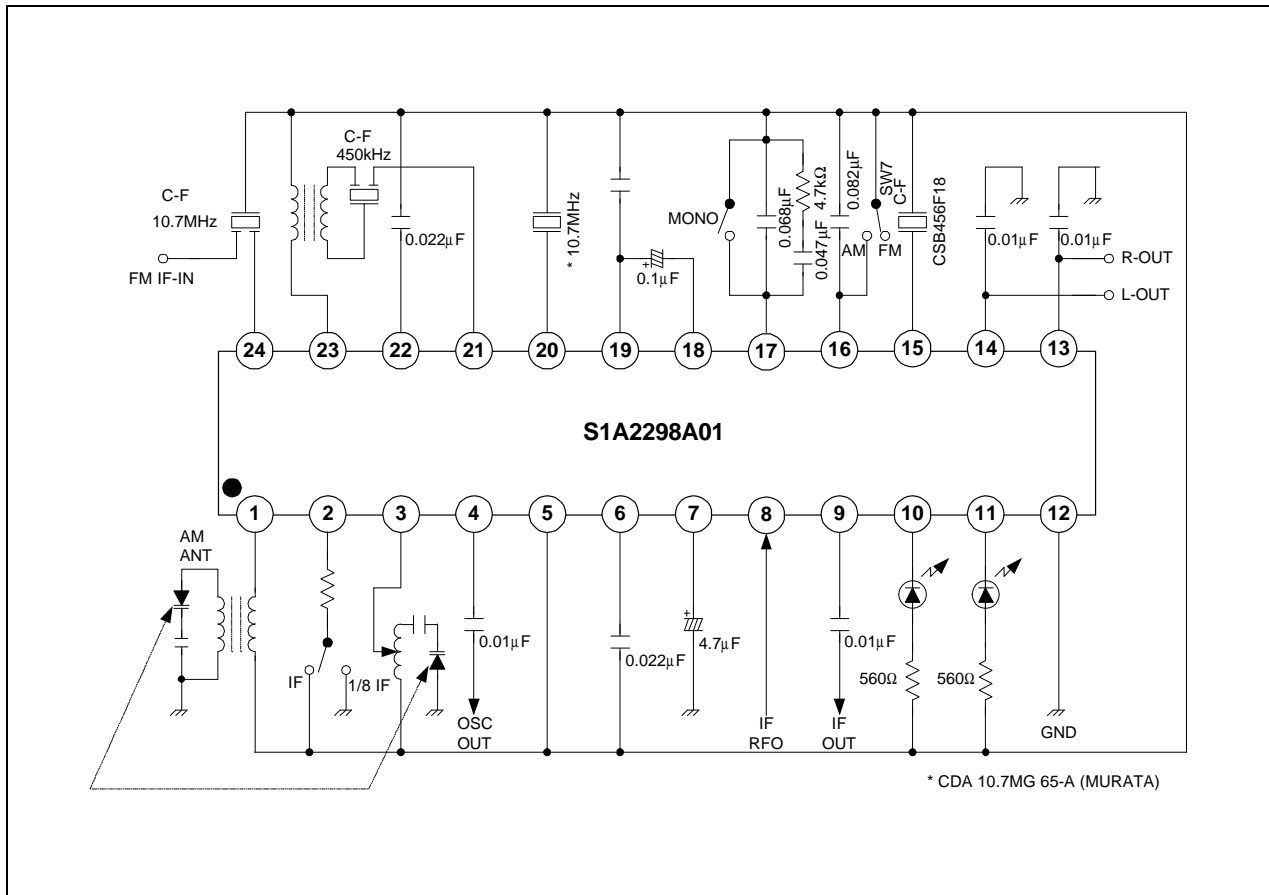 C-F
450kHz
C-F
10.7MHz
FM IF-IN
0.022µF
* 10.7MHz
0.1µF
+
MONO
0.068µF
4.7kΩ
0.047µF
0.082µF
AM
FM
SW7
C-F
CSB456F18
0.01µF
0.01µF
R-OUT
L-OUT
24 23 22 21 20 19 18 17 16 15 14 13
S1A2298A01
1 2 3 4 5 6 7 8 9 10 11 12
AM
ANT
IF
1/8 IF
0.01µF
OSC
OUT
0.022µF
+
4.7µF
IF
RFO
0.01µF
IF
OUT
560Ω
560Ω
GND
* CDA 10.7MG 65-A (MURATA)